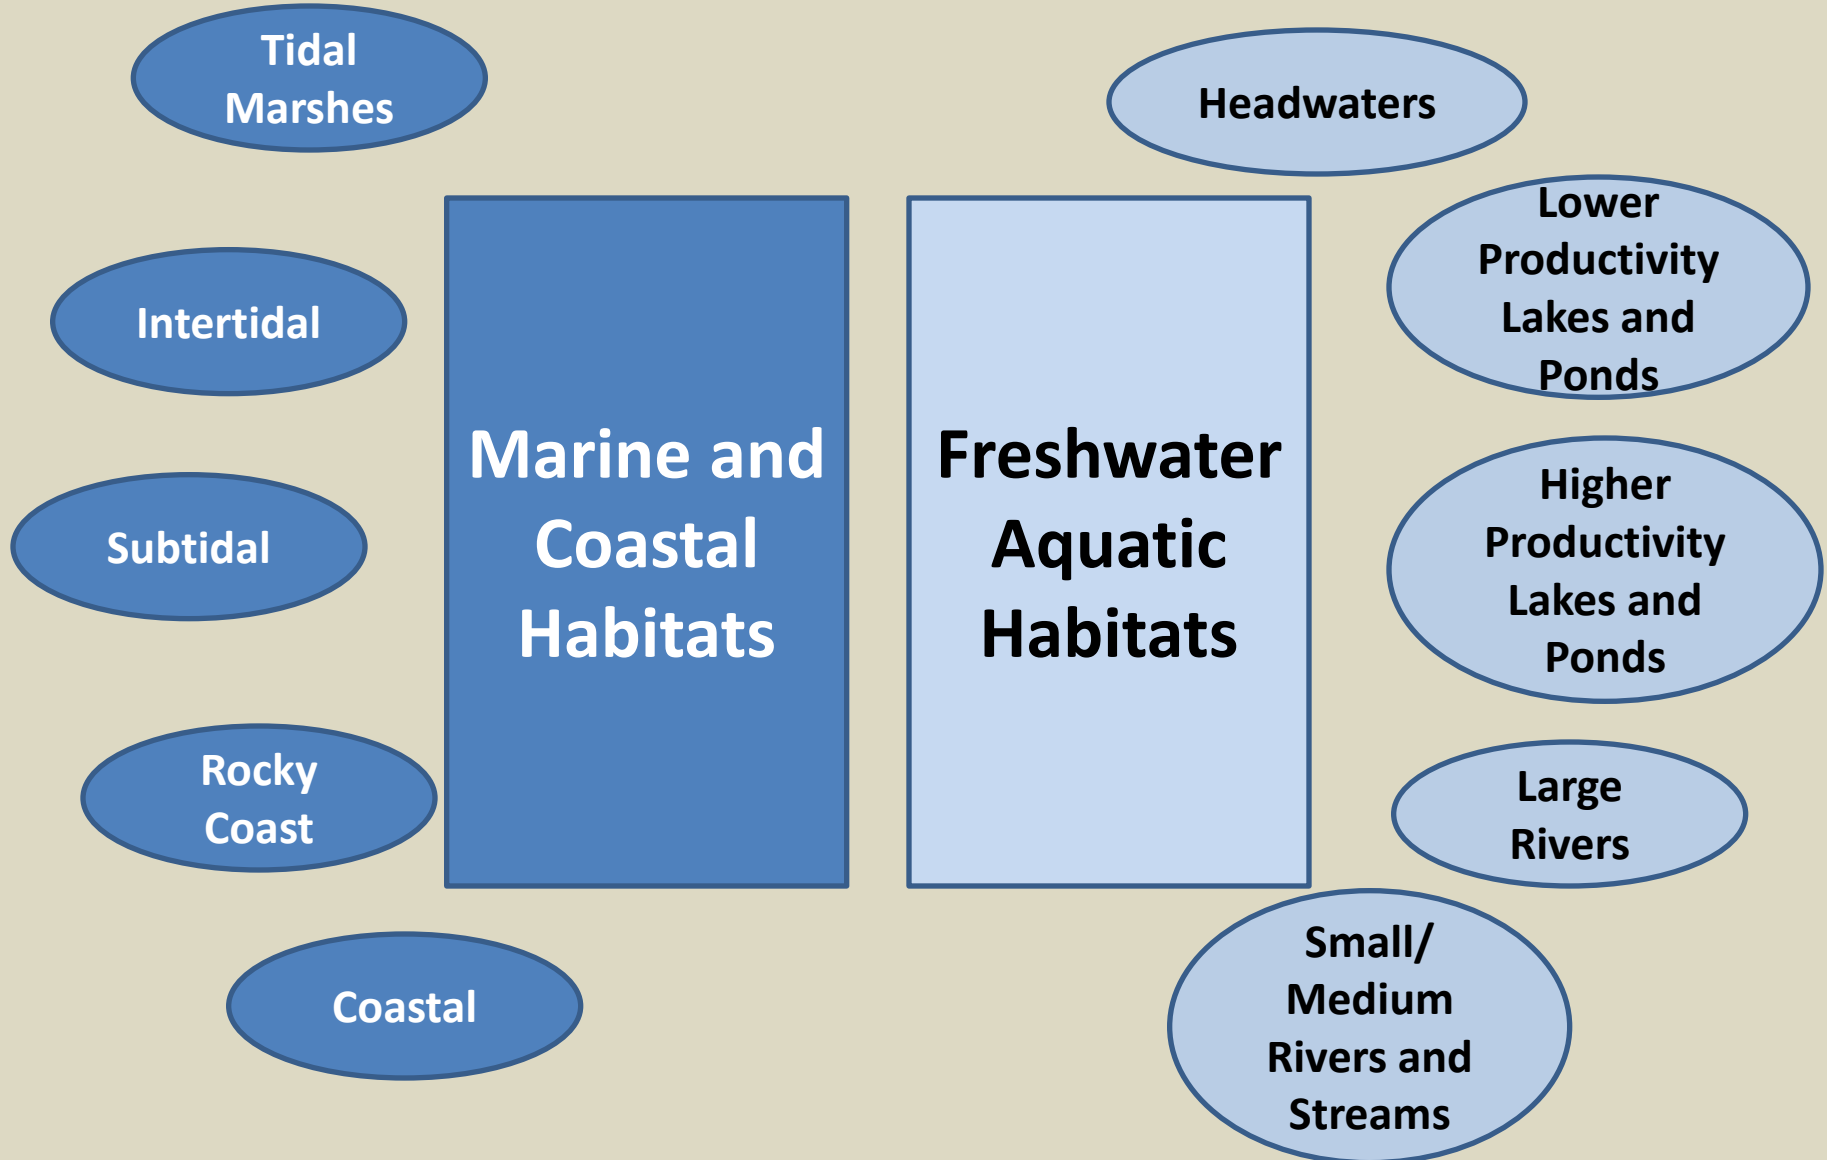 Tidal
Marshes
Intertidal
Subtidal
Rocky
Coast
Coastal
Marine and
Coastal
Habitats
Freshwater
Aquatic
Habitats
Headwaters
Lower
Productivity
Lakes and
Ponds
Higher
Productivity
Lakes and
Ponds
Large
Rivers
Small/
Medium
Rivers and
Streams